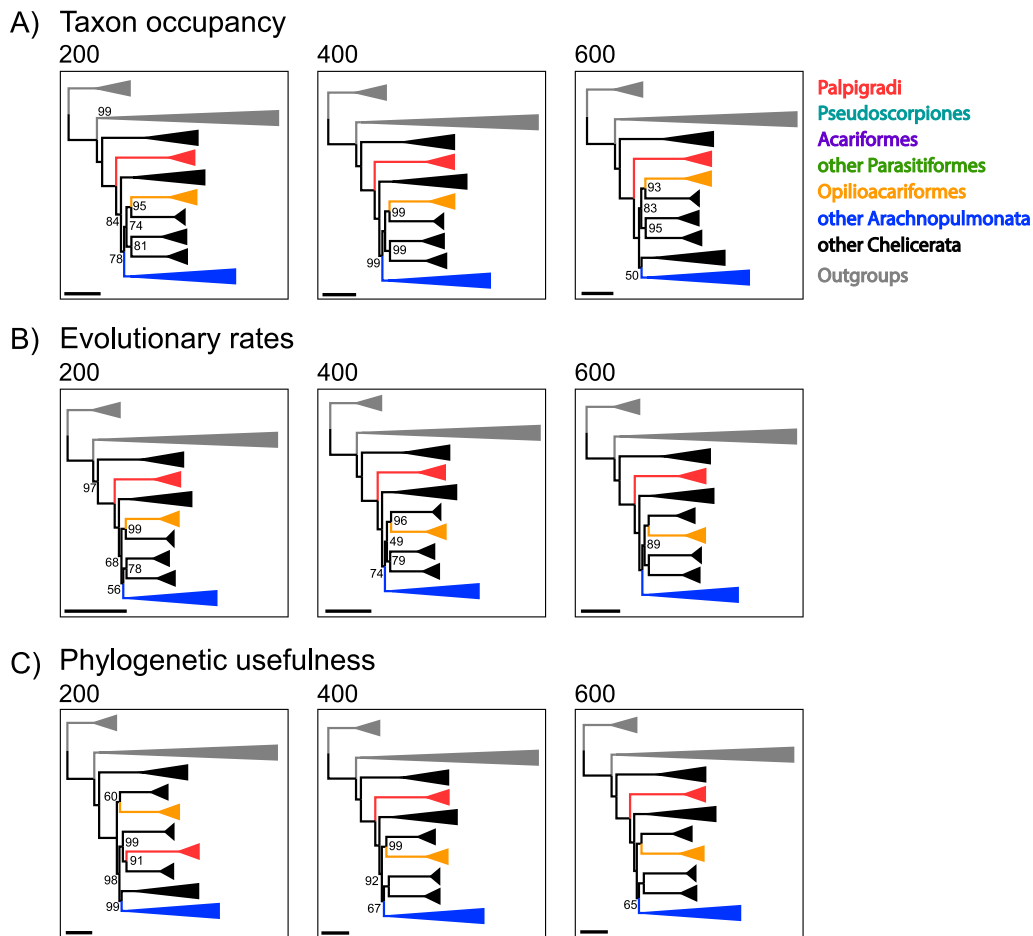 A) Taxon occupancy
200 400 600
99
84
95
74
81
78
99
99
99
93
83
95
50
Palpigradi
Pseudoscorpiones
Acariformes
other Parasitiformes
Opilioacariformes
other Arachnopulmonata
other Chelicerata
Outgroups
B) Evolutionary rates
200 400 600
97
99
68
78
56
96
49
79
74
89
C) Phylogenetic usefulness
200 400 600
60
99
91
98
99
99
92
67
65